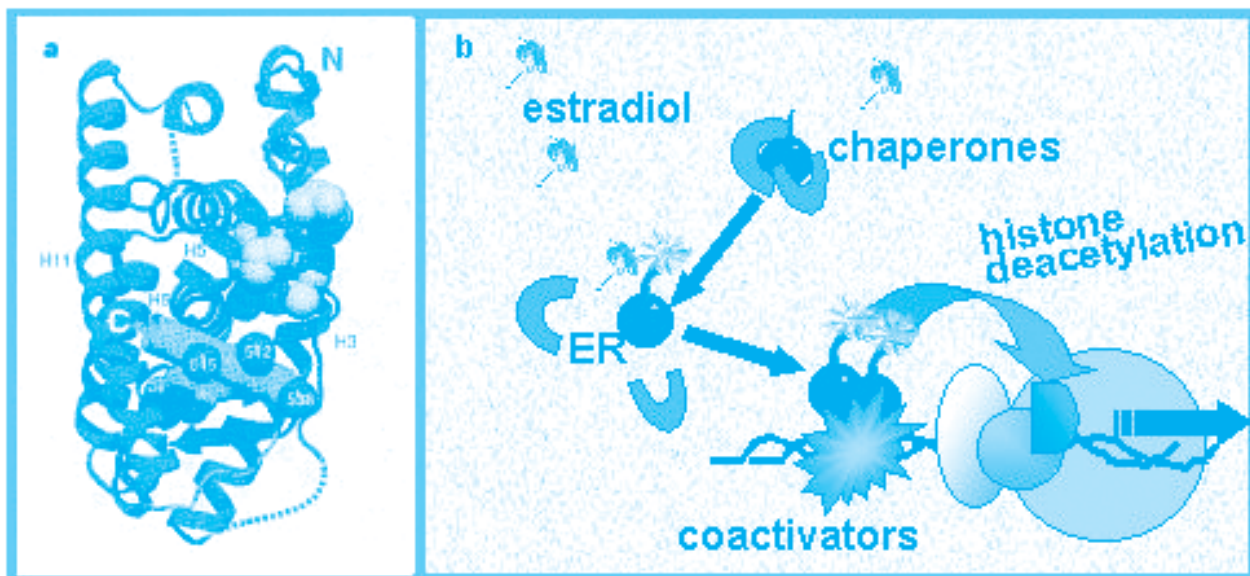 a
N
H11
H5
H3
C
b
estradiol
chaperones
histone
deacetylation
ER
coactivators